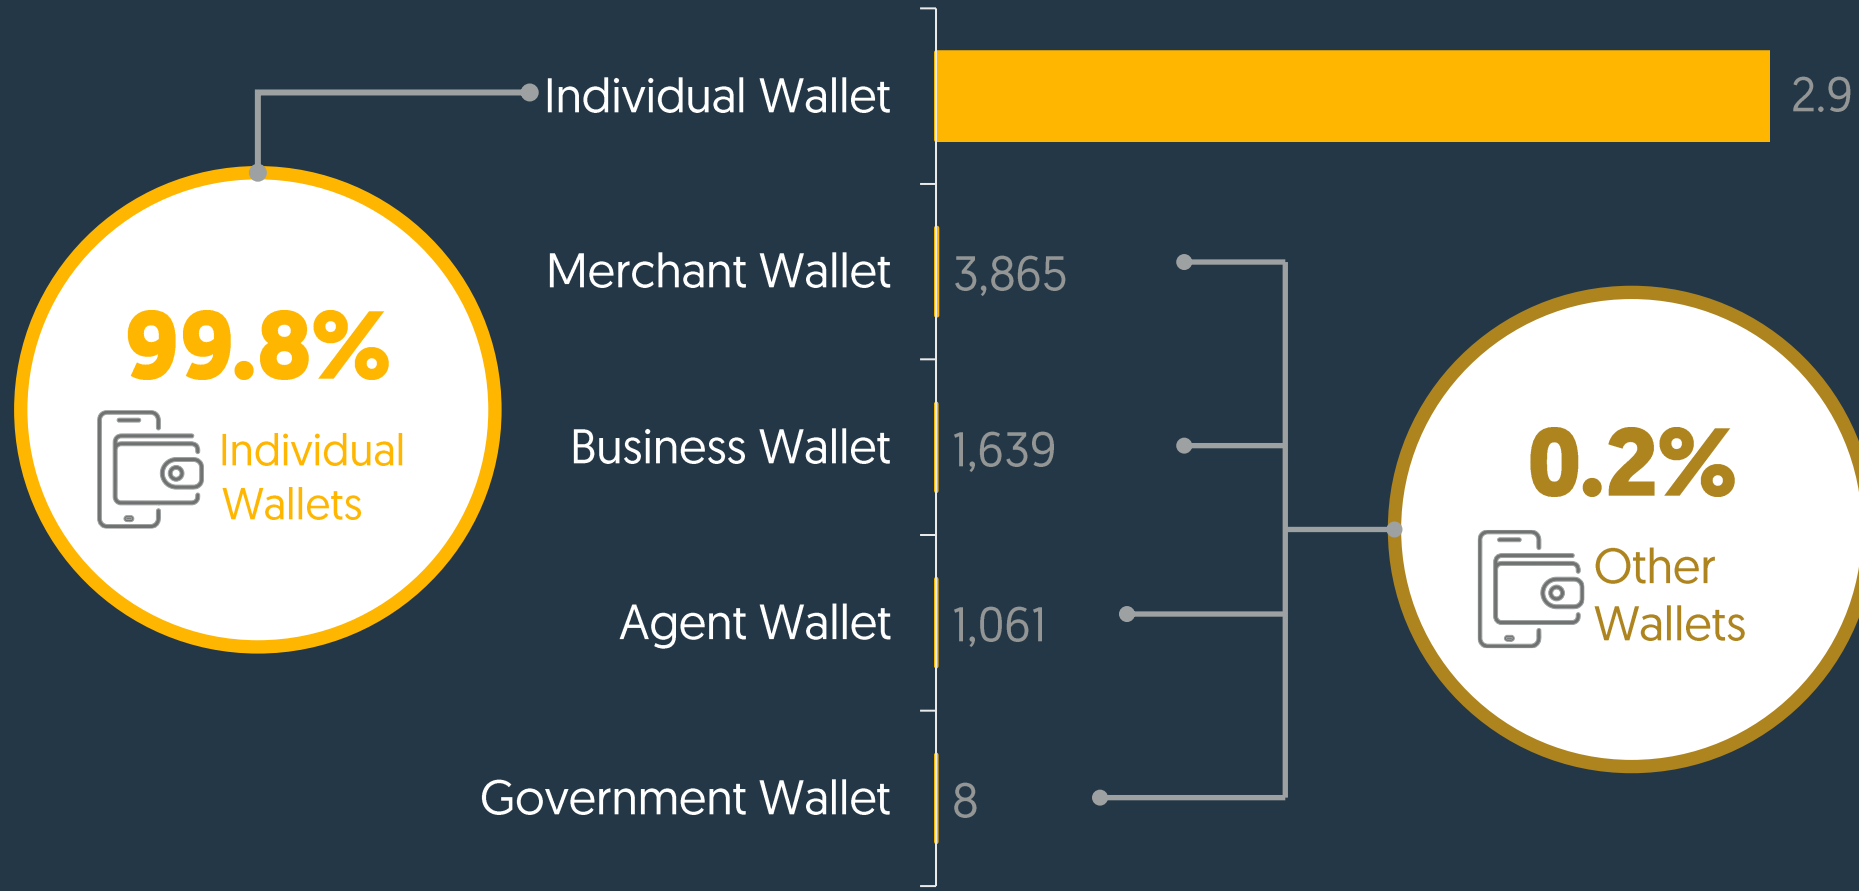 Individual Wallet
2.9
Merchant Wallet
3,865
99.8%
Individual
Wallets
Business Wallet
1,639
0.2%
Other
Wallets
Agent Wallet
1,061
Government Wallet
8